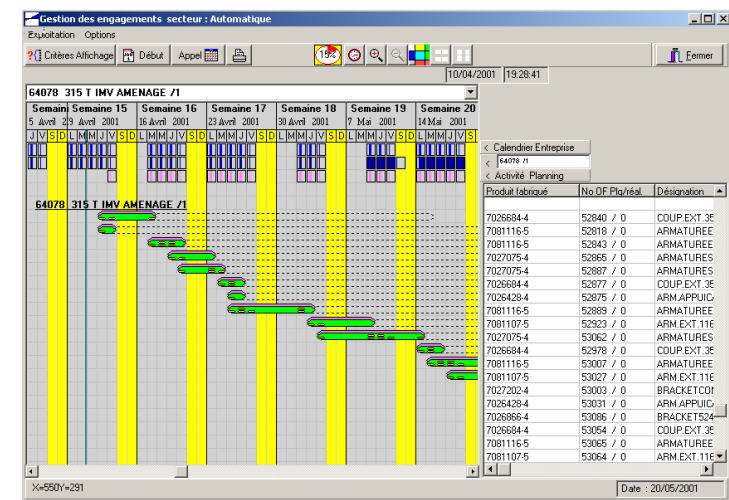 Gestion des engagements secteur : Automatique
Exploitation Options
?{} Critères Affichage Début Appel 15% Fermer
10/04/2001 19:28:41
64078 315 T IMV AMENAGE /1
Semain Semaine 15 Semaine 16 Semaine 17 Semaine 18 Semaine 19 Semaine 20
5 Avril 2 9 Avril 2001 16 Avril 2001 23 Avril 2001 30 Avril 2001 7 Mai 2001 14 Mai 2001
J V S D L M M J V S D L M M J V S D L M M J V S D L M M J V S D L M M J V S D L M M J V
< Calendrier Entreprise
< 64078 /1
< Activité Planning
Produit fabriqué No OF Plq/réal. Désignation
64078 315 T IMV AMENAGE /1
7026684-4 52840 / 0 COUP.EXT.35
7081116-5 52818 / 0 ARMATUREE
7081116-5 52843 / 0 ARMATUREE
7027075-4 52865 / 0 ARMATURES
7027075-4 52887 / 0 ARMATURES
7026684-4 52877 / 0 COUP.EXT.35
7026428-4 52875 / 0 ARM.APPUIC
7081116-5 52889 / 0 ARMATUREE
7081107-5 52923 / 0 ARM.EXT.116
7027075-4 53062 / 0 ARMATURES
7026684-4 52978 / 0 COUP.EXT.35
7081116-5 53007 / 0 ARMATUREE
7081107-5 53027 / 0 ARM.EXT.116
7027202-4 53003 / 0 BRACKETCOI
7026428-4 53031 / 0 ARM.APPUIC
7026866-4 53086 / 0 BRACKET524
7026684-4 53054 / 0 COUP.EXT.35
7081116-5 53065 / 0 ARMATUREE
7081107-5 53064 / 0 ARM.EXT.116
X=550Y=291 Date : 20/05/2001